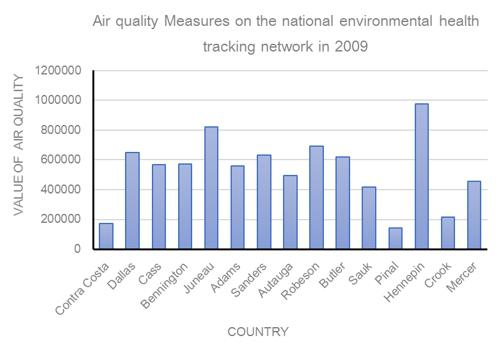 Air quality Measures on the national environmental health
tracking network in 2009
VALUE OF AIR QUALITY
1200000
1000000
800000
600000
400000
200000
0
Contra Costa
Dallas
Cass
Bennington
Juneau
Adams
Sanders
Autauga
Robeson
Butler
Sauk
Pinal
Hennepin
Crook
Mercer
COUNTRY